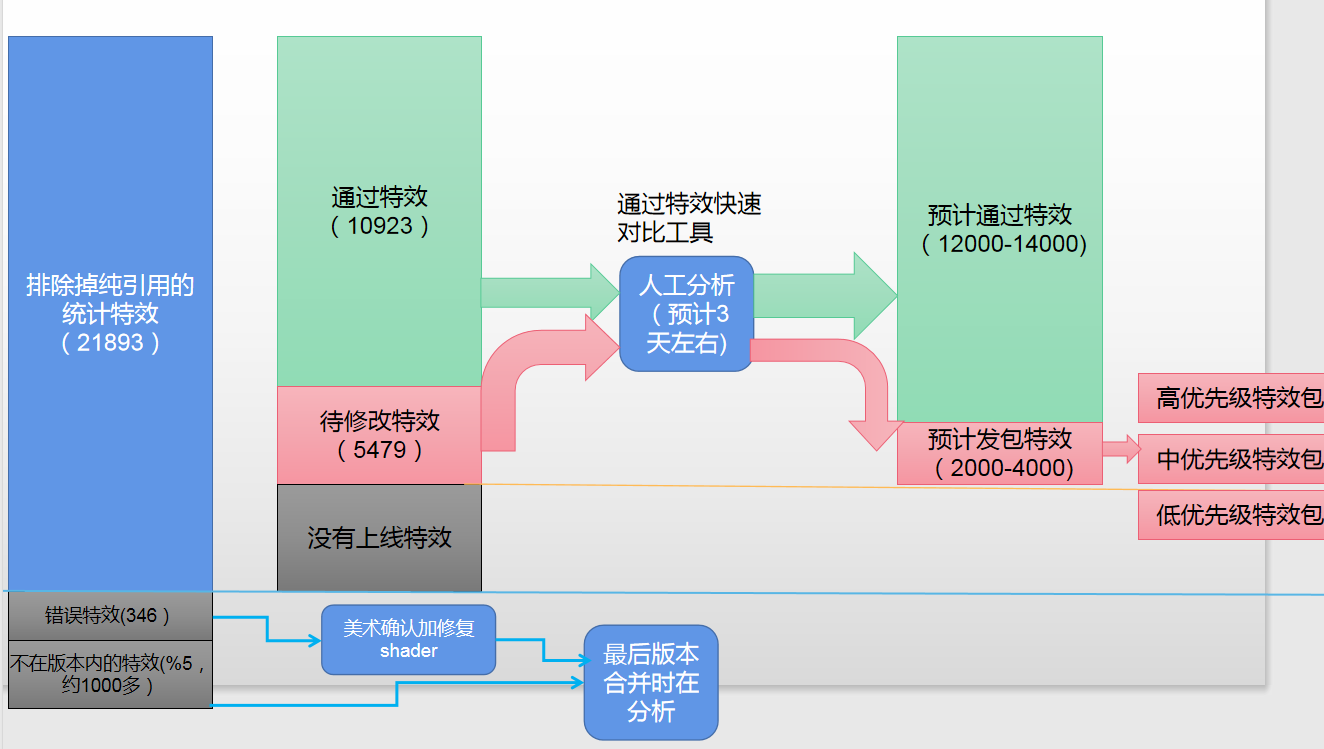 排除掉纯引用的
统计特效
（21893）
错误特效(346）
不在版本内的特效(%5，
约1000多）
通过特效
（10923）
待修改特效
（5479）
没有上线特效
美术确认加修复
shader
通过特效快速
对比工具
人工分析
（预计3
天左右)
最后版本
合并时在
分析
预计通过特效
（12000-14000)
预计发包特效
（2000-4000)
高优先级特效包
中优先级特效包
低优先级特效包